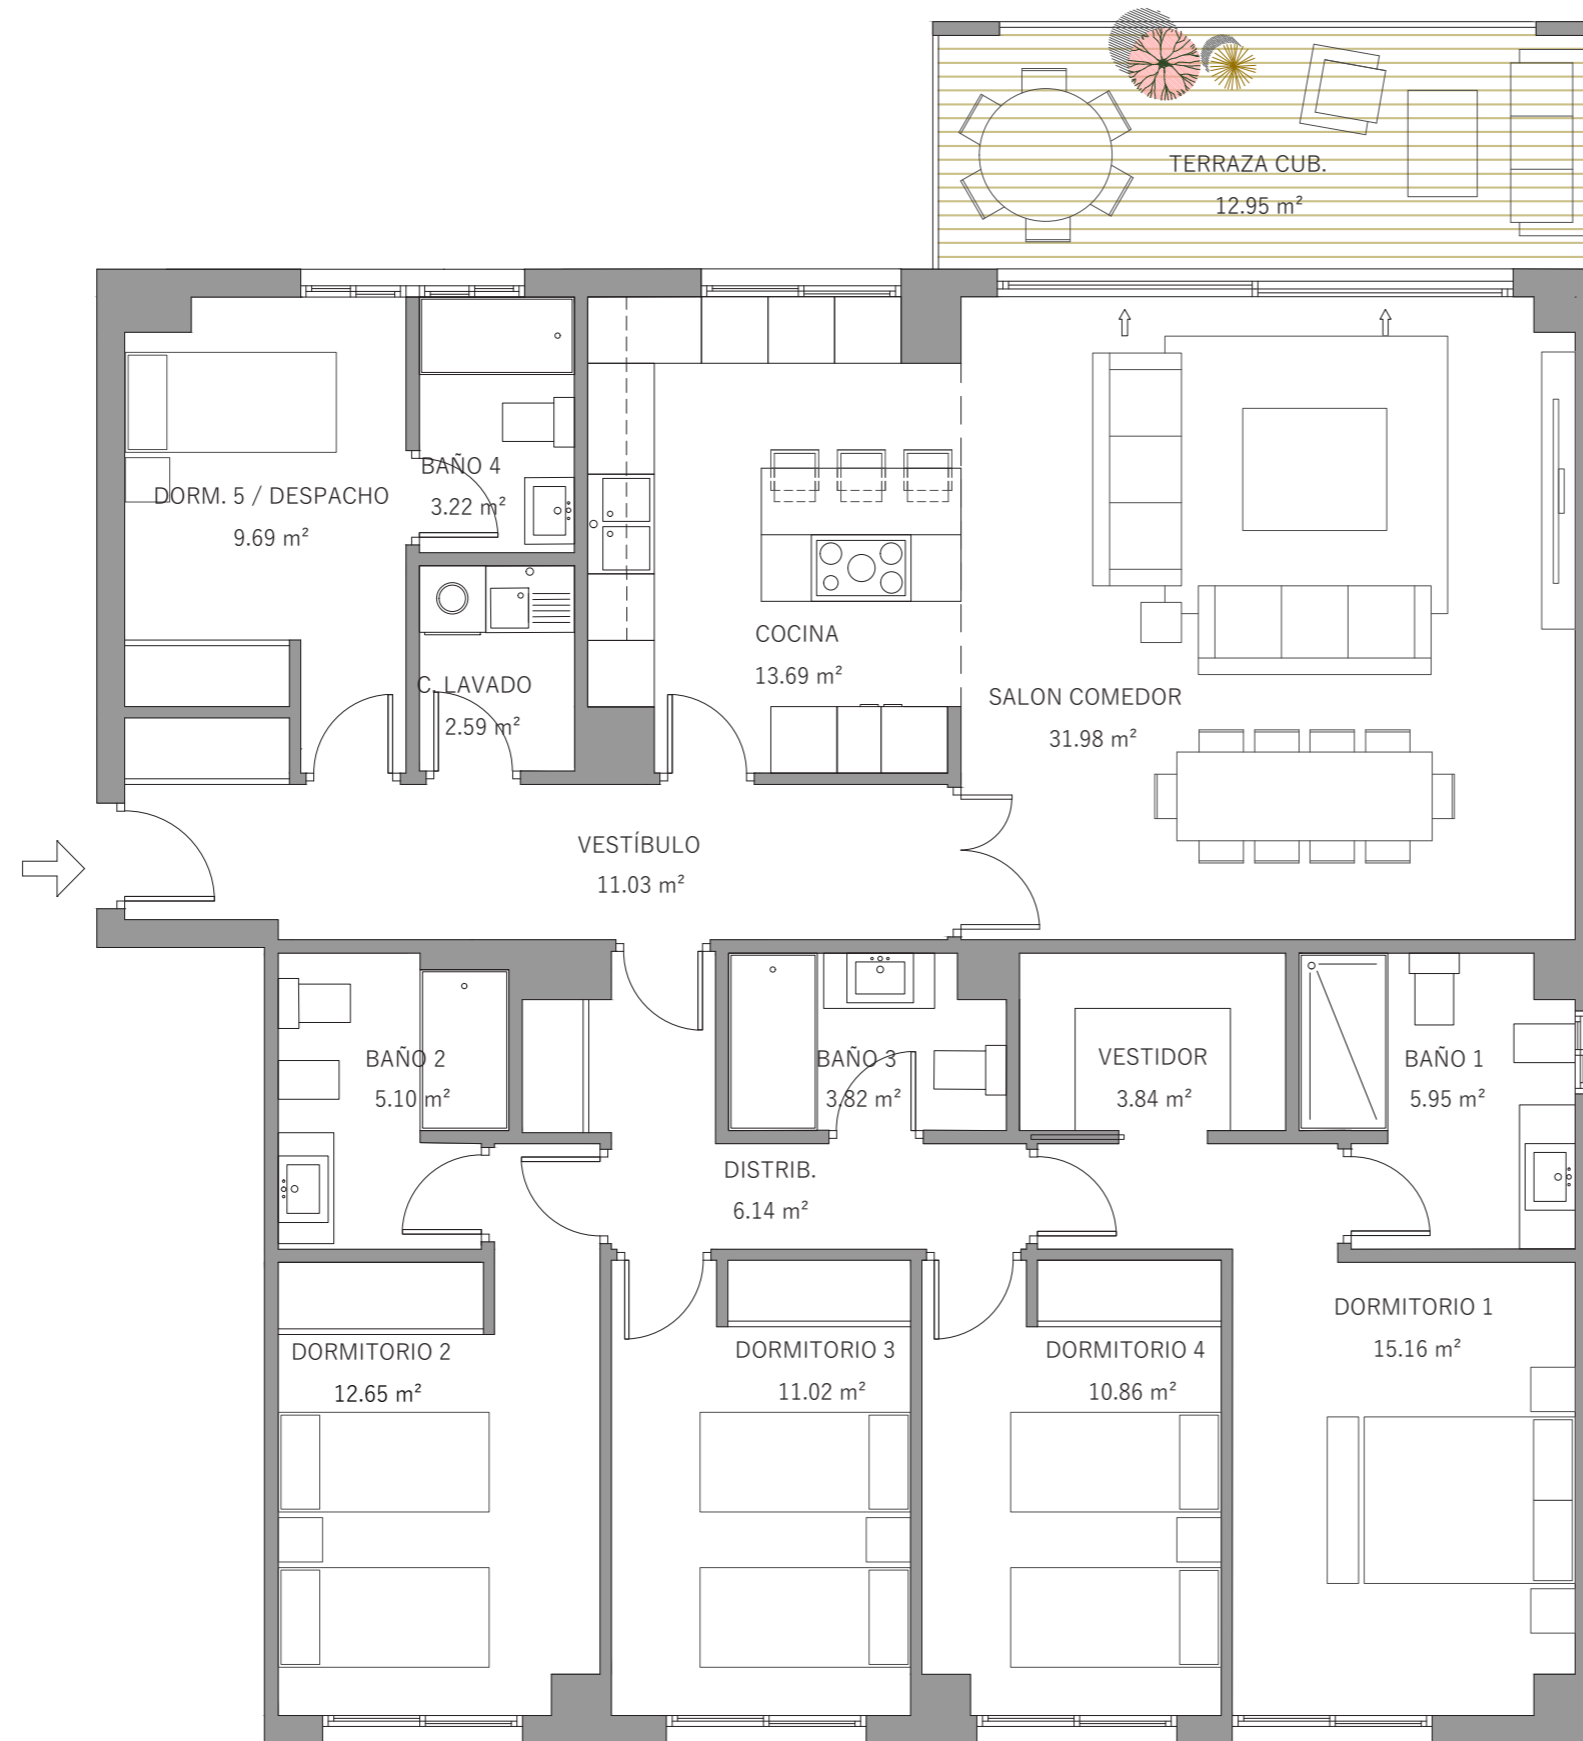 TERRAZA CUB.
12.95 m²
BAÑO 4
3.22 m²
DORM. 5 / DESPACHO
9.69 m²
COCINA
13.69 m²
C. LAVADO
2.59 m²
SALON COMEDOR
31.98 m²
VESTÍBULO
11.03 m²
BAÑO 2
5.10 m²
BAÑO 3
3.82 m²
VESTIDOR
3.84 m²
BAÑO 1
5.95 m²
DISTRIB.
6.14 m²
DORMITORIO 1
15.16 m²
DORMITORIO 2
12.65 m²
DORMITORIO 3
11.02 m²
DORMITORIO 4
10.86 m²